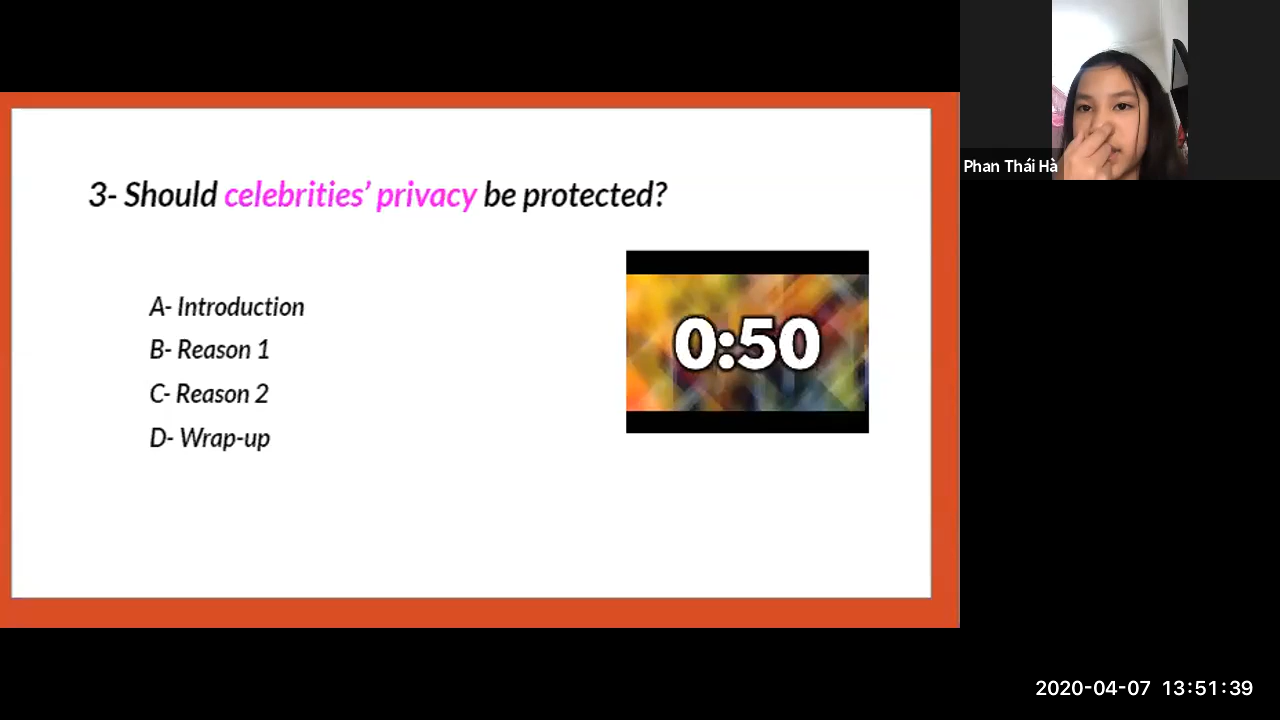 3- Should celebrities’ privacy be protected?
A- Introduction
B- Reason 1
C- Reason 2
D- Wrap-up
0:50
Phan Thái Hà
2020-04-07 13:51:39